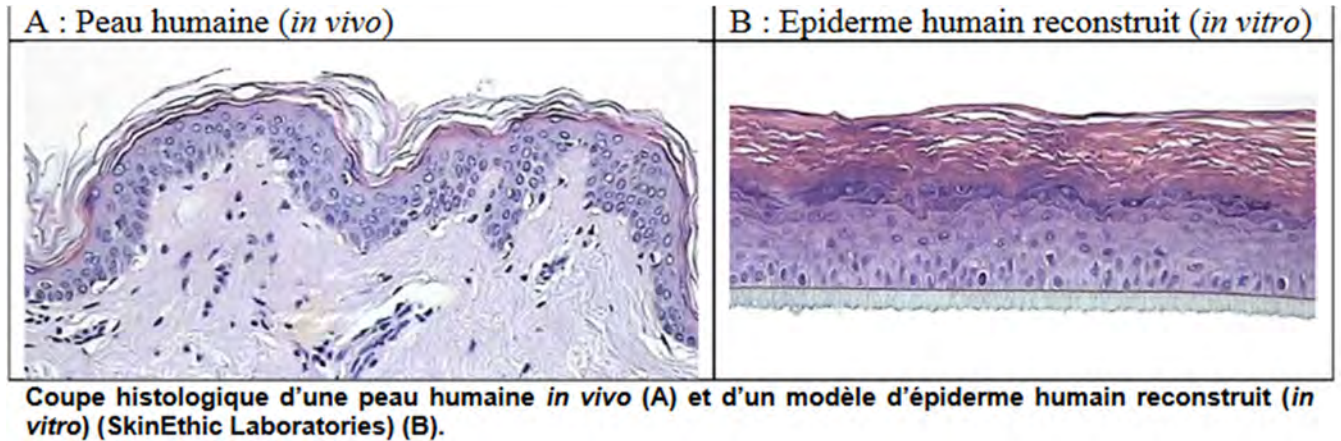 A : Peau humaine (in vivo)
B : Epiderme humain reconstruit (in vitro)
Coupe histologique d'une peau humaine in vivo (A) et d'un modèle d'épiderme humain reconstruit (in
vitro) (SkinEthic Laboratories) (B).